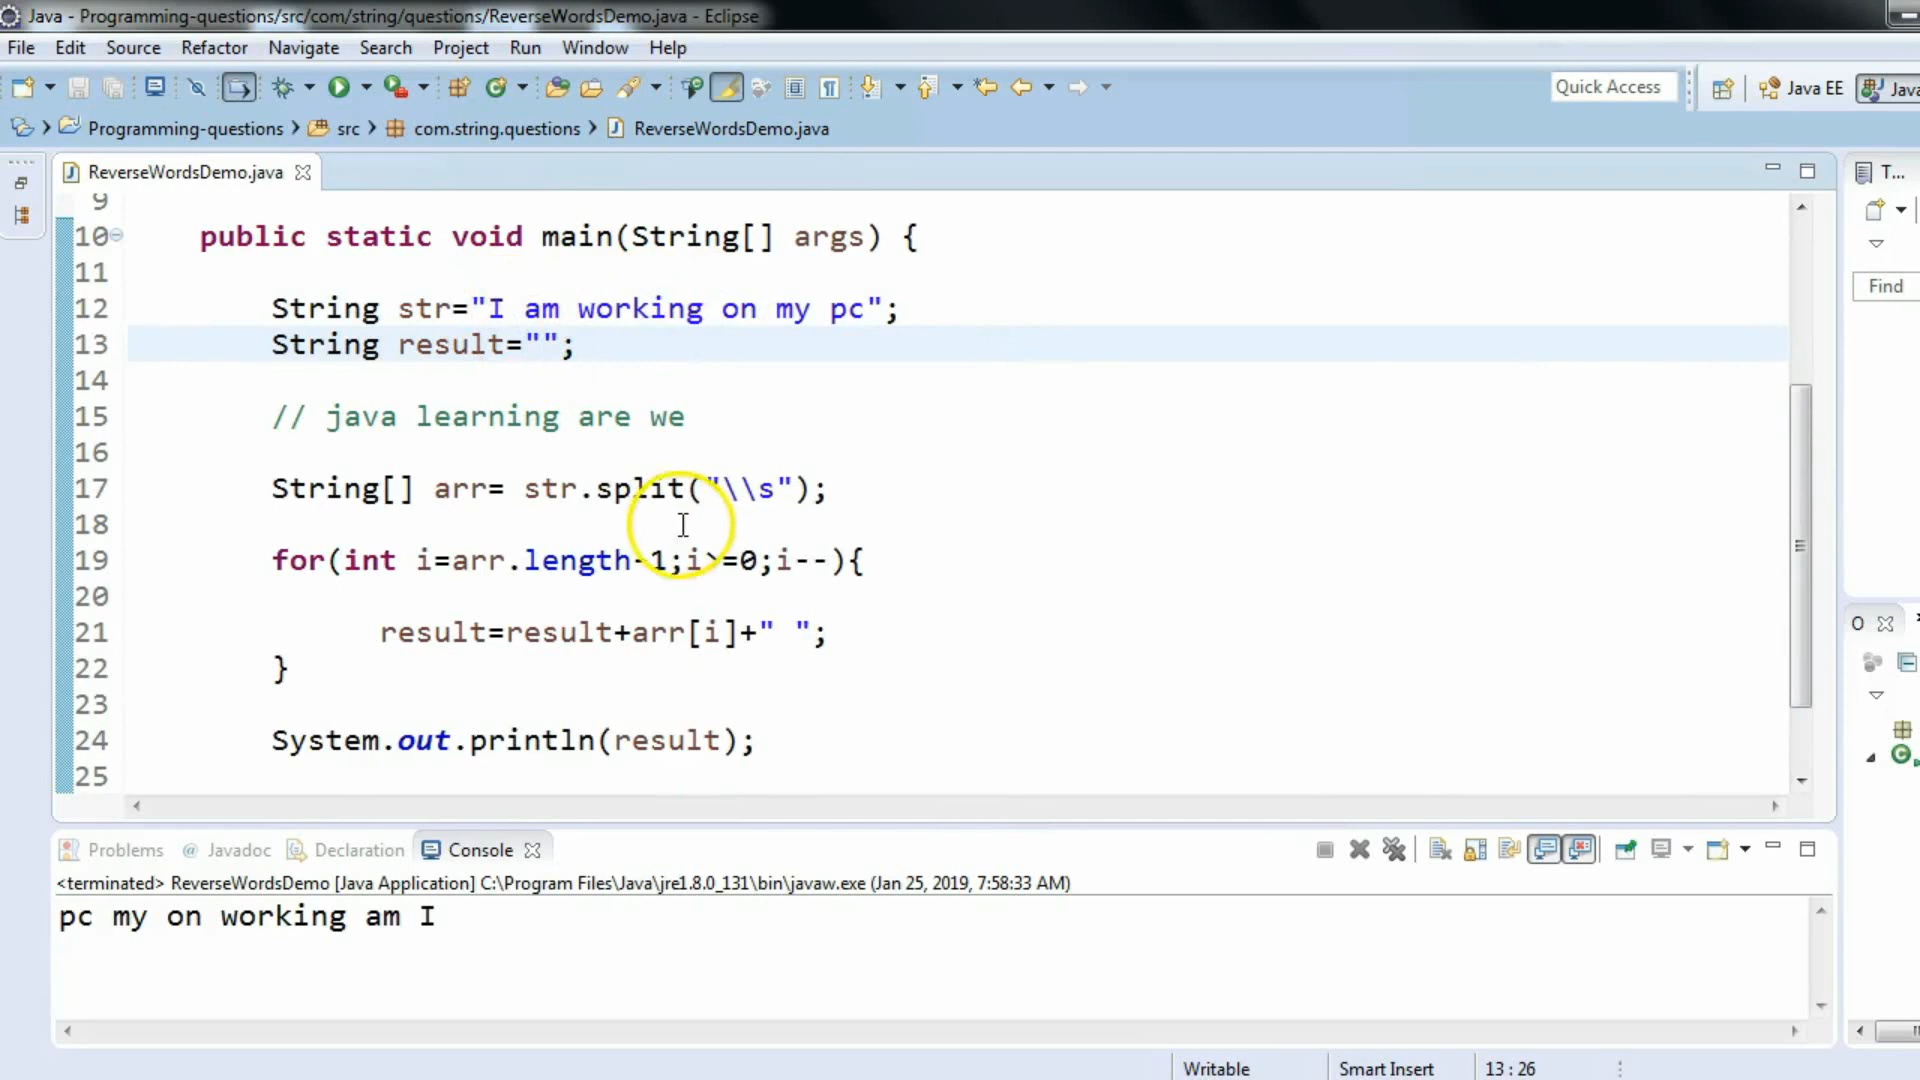 Java - Programming-questions/src/com/string/questions/ReverseWordsDemo.java - Eclipse
File Edit Source Refactor Navigate Search Project Run Window Help
Quick Access Java EE Java
Programming-questions src com.string.questions ReverseWordsDemo.java
ReverseWordsDemo.java T...
9
10 public static void main(String[] args) {
11
Find
12 String str="I am working on my pc";
13 String result="";
14
15 // java learning are we
16
17 String[] arr= str.split("\\s");
18
19 for(int i=arr.length-1;i>=0;i--){
20
21 result=result+arr[i]+" ";
22 }
23
24 System.out.println(result);
25
Problems @ Javadoc Declaration Console
<terminated> ReverseWordsDemo [Java Application] C:\Program Files\Java\jre1.8.0_131\bin\javaw.exe (Jan 25, 2019, 7:58:33 AM)
pc my on working am I
Writable Smart Insert 13 : 26